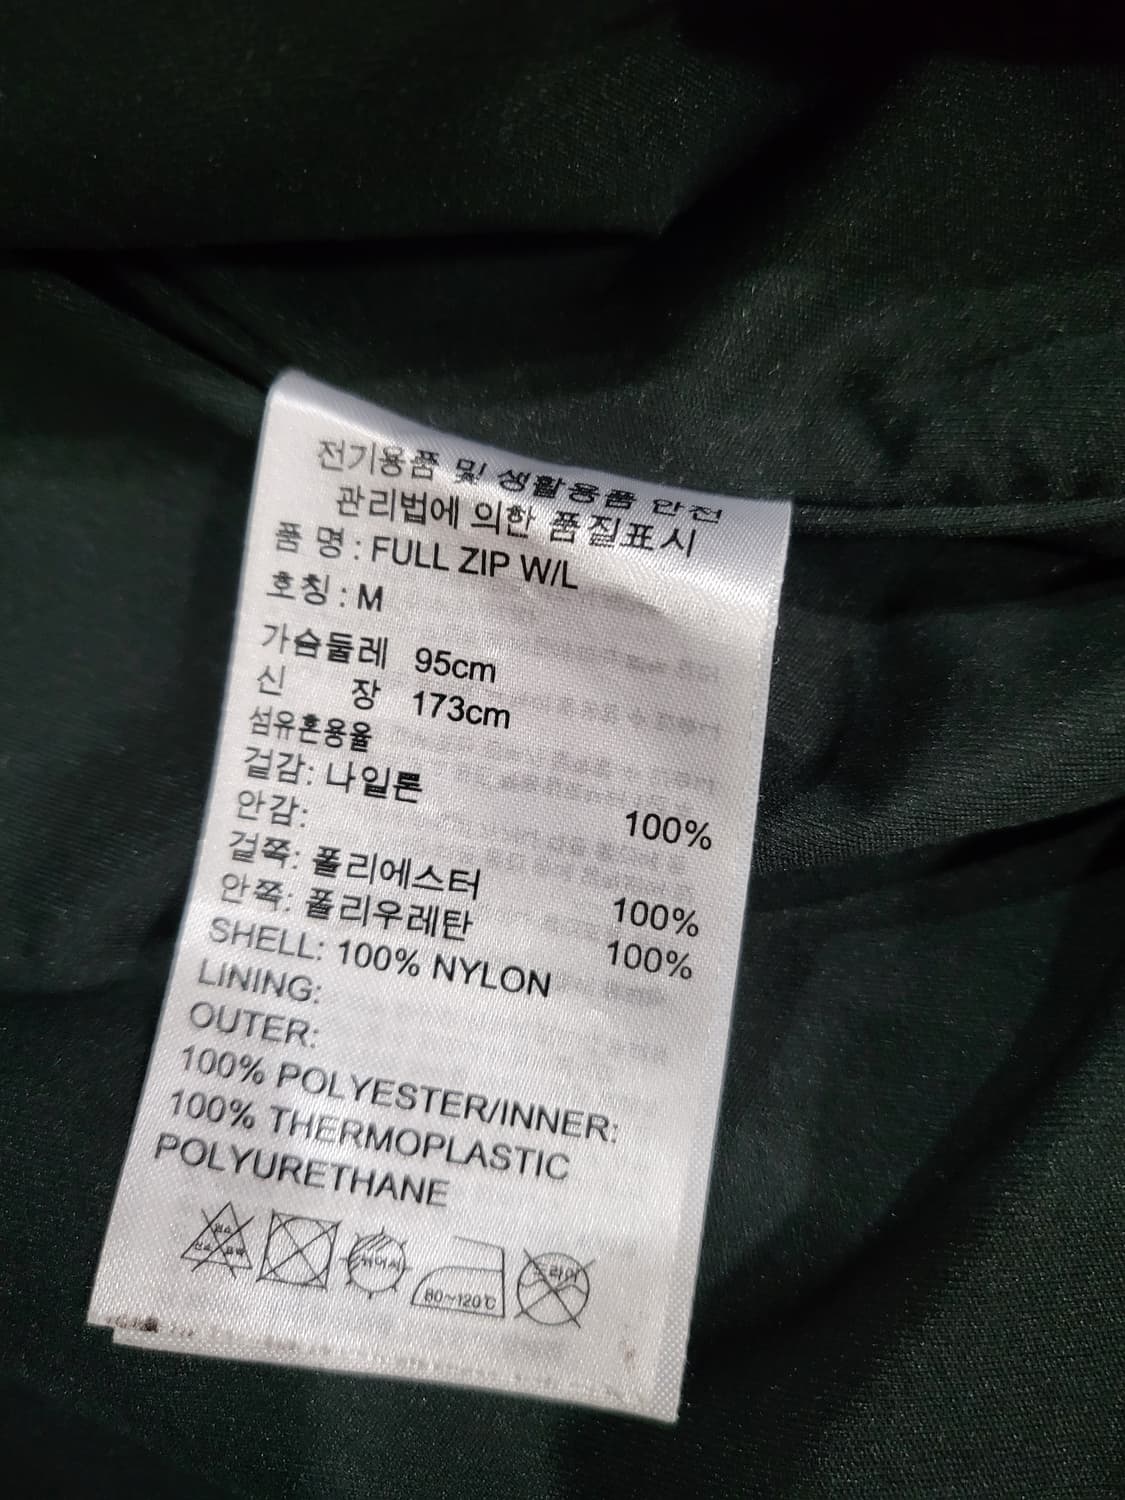 전기용품 및 생활용품 안전
관리법에 의한 품질표시
품 명 : FULL ZIP W/L
호칭 : M
가슴둘레 95cm
신 장 173cm
섬유혼용율
겉감: 나일론 100%
안감:
겉쪽: 폴리에스터 100%
안쪽: 폴리우레탄 100%
SHELL: 100% NYLON
LINING:
OUTER:
100% POLYESTER/INNER:
100% THERMOPLASTIC
POLYURETHANE
80~120℃ 드라이